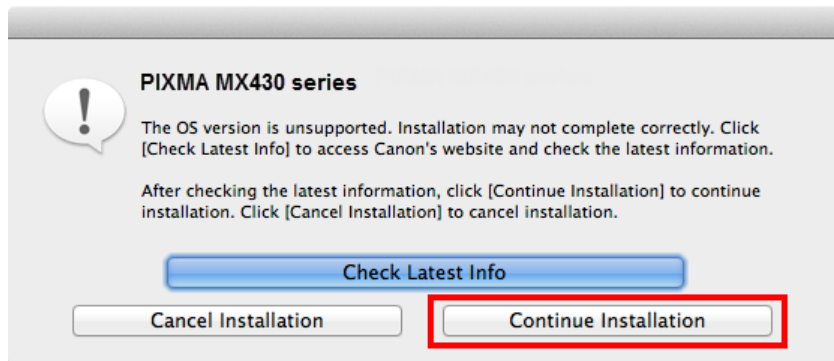 PIXMA MX430 series
The OS version is unsupported. Installation may not complete correctly. Click
[Check Latest Info] to access Canon's website and check the latest information.
After checking the latest information, click [Continue Installation] to continue
installation. Click [Cancel Installation] to cancel installation.
Check Latest Info
Cancel Installation
Continue Installation